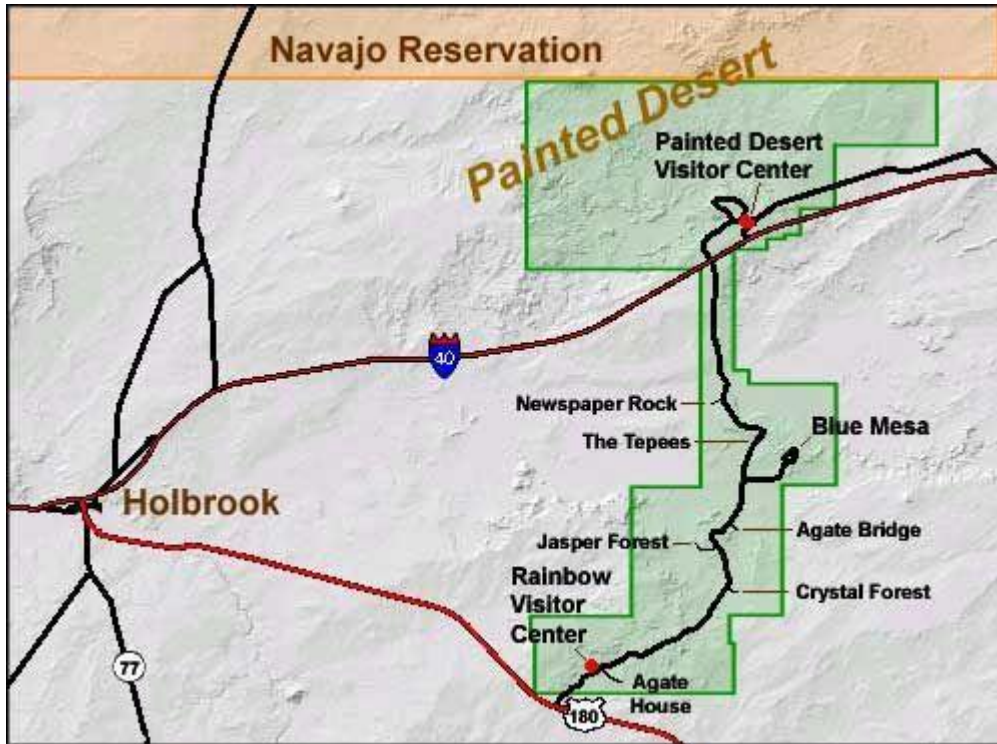 Navajo Reservation
Painted Desert
Painted Desert
Visitor Center
40
Newspaper Rock
The Tepees
Blue Mesa
Holbrook
Agate Bridge
Jasper Forest
Rainbow
Visitor
Center
Crystal Forest
77
Agate
House
180